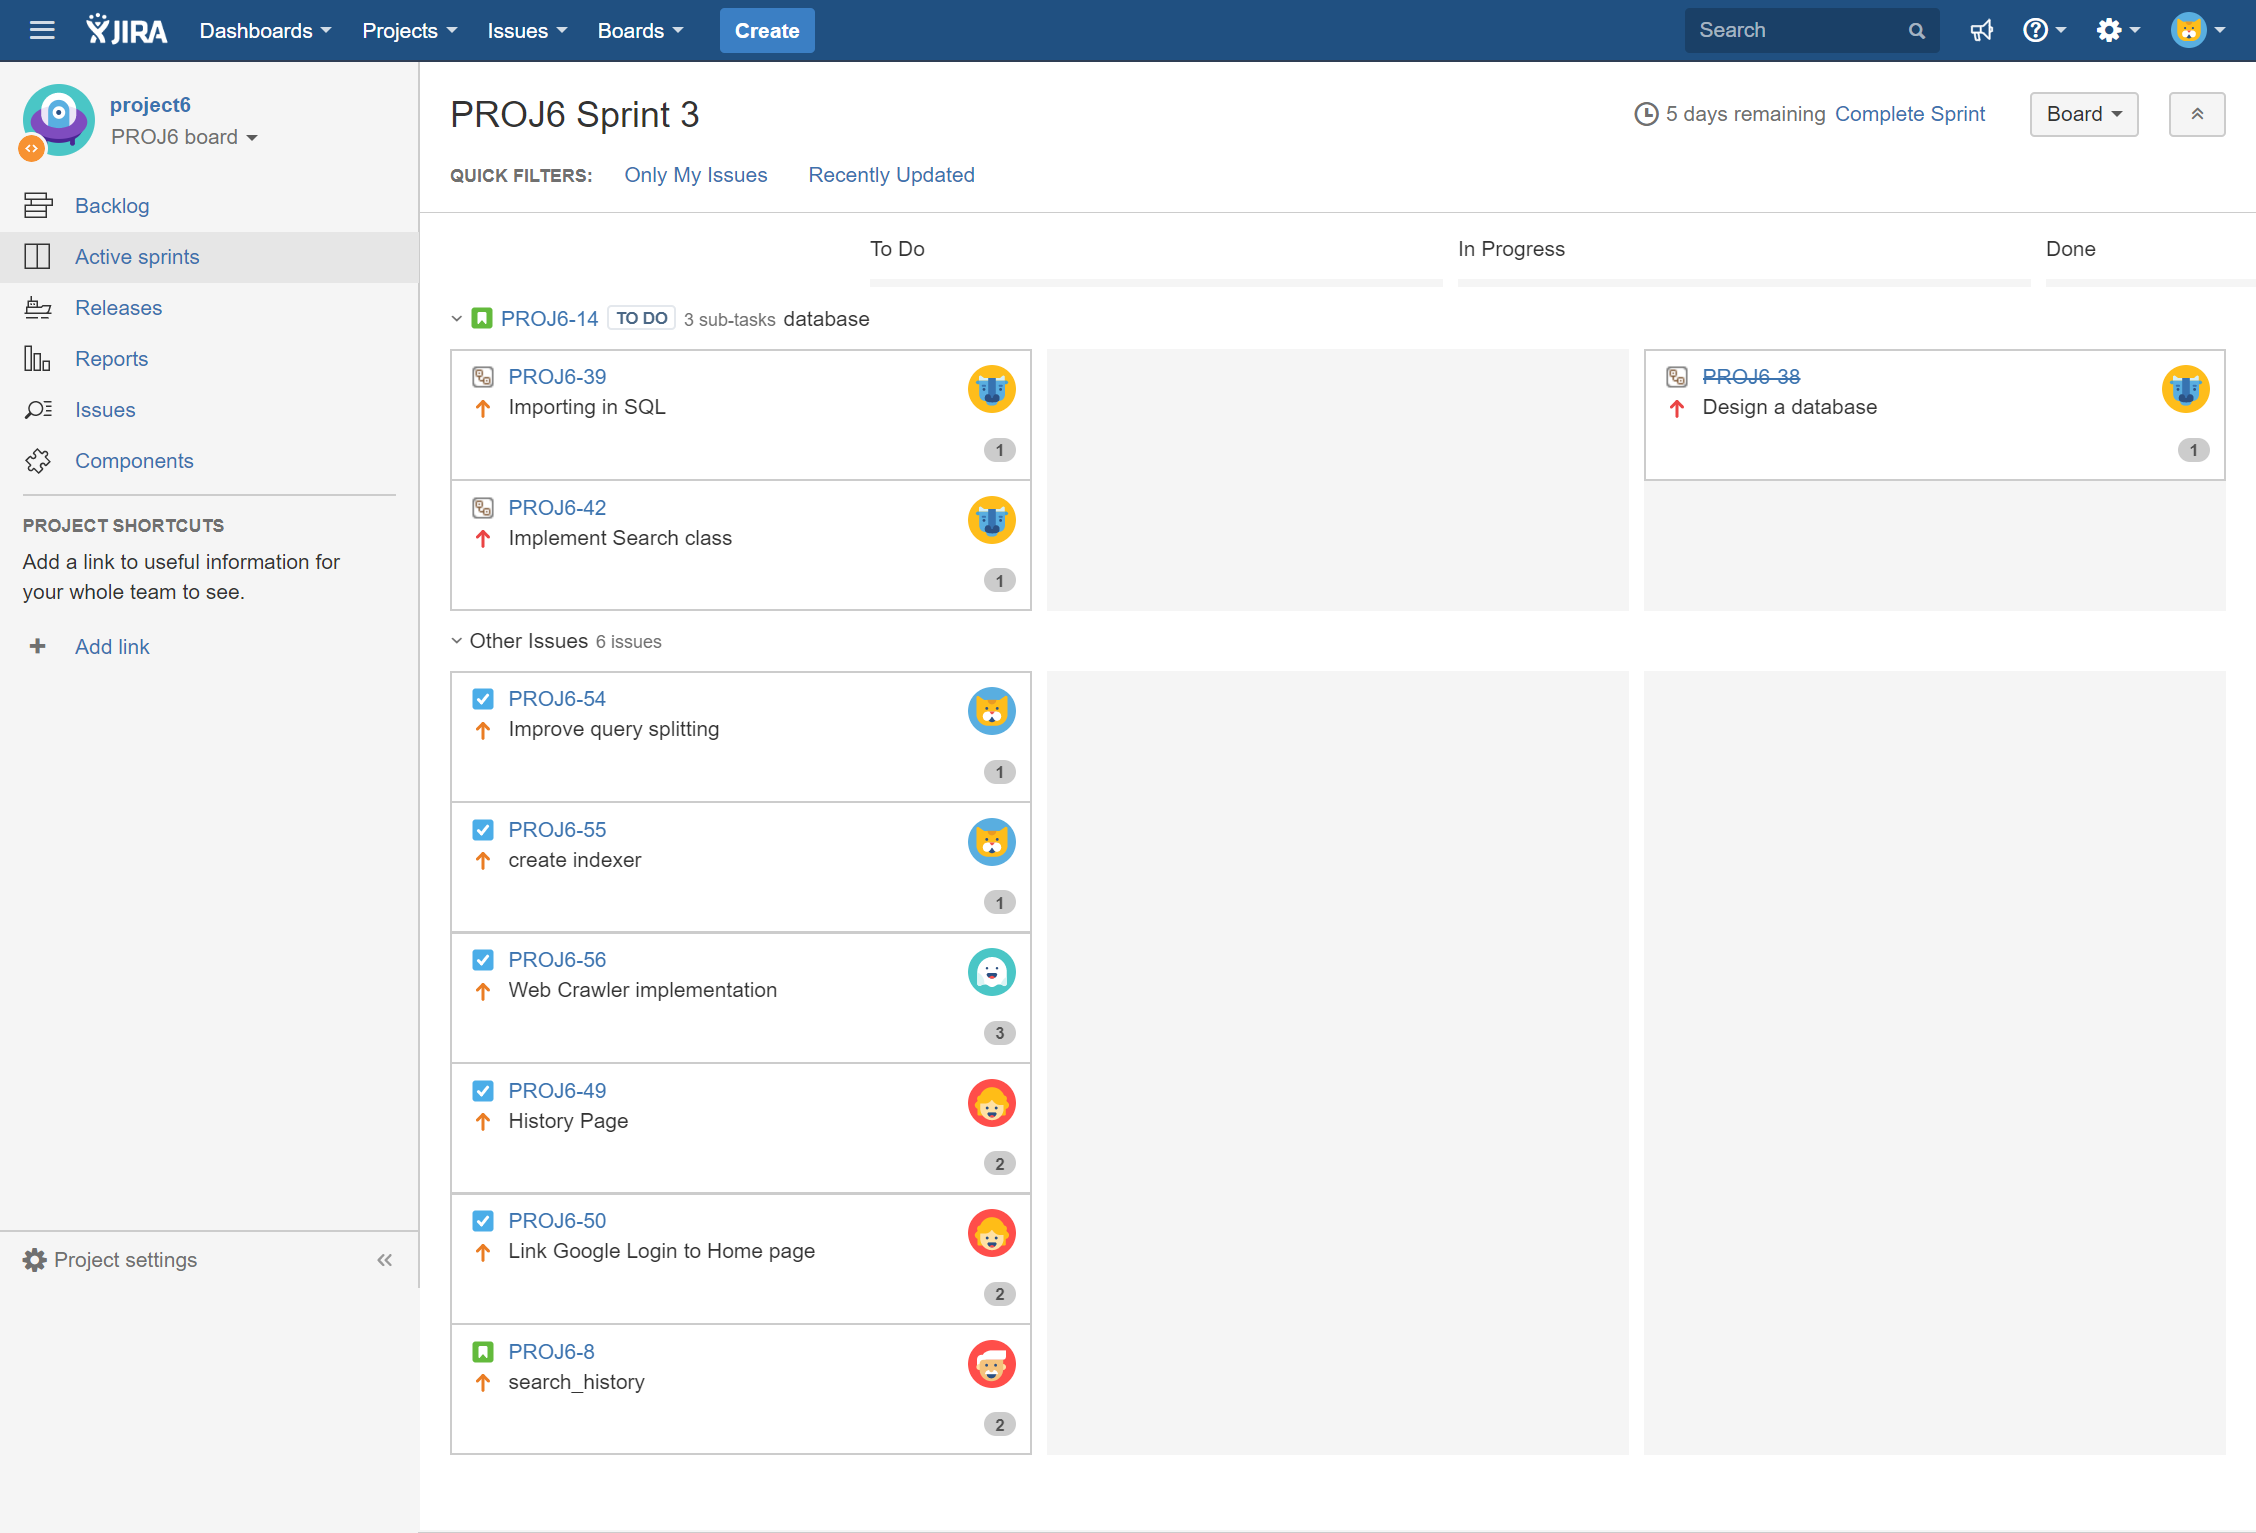 JIRA Dashboards Projects Issues Boards Create Search
project6
PROJ6 board
Backlog
Active sprints
Releases
Reports
Issues
Components
PROJECT SHORTCUTS
Add a link to useful information for
your whole team to see.
Add link
Project settings
PROJ6 Sprint 3
5 days remaining Complete Sprint Board
QUICK FILTERS: Only My Issues Recently Updated
To Do In Progress Done
PROJ6-14 TO DO 3 sub-tasks database
PROJ6-39
Importing in SQL
1
PROJ6-42
Implement Search class
1
PROJ6-38
Design a database
1
Other Issues 6 issues
PROJ6-54
Improve query splitting
1
PROJ6-55
create indexer
1
PROJ6-56
Web Crawler implementation
3
PROJ6-49
History Page
2
PROJ6-50
Link Google Login to Home page
2
PROJ6-8
search_history
2